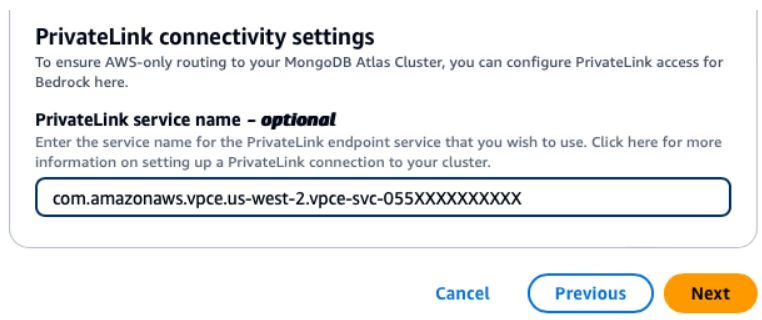 PrivateLink connectivity settings
To ensure AWS-only routing to your MongoDB Atlas Cluster, you can configure PrivateLink access for
Bedrock here.
PrivateLink service name – optional
Enter the service name for the PrivateLink endpoint service that you wish to use. Click here for more
information on setting up a PrivateLink connection to your cluster.
com.amazonaws.vpce.us-west-2.vpce-svc-055XXXXXXXXXX
Cancel Previous Next